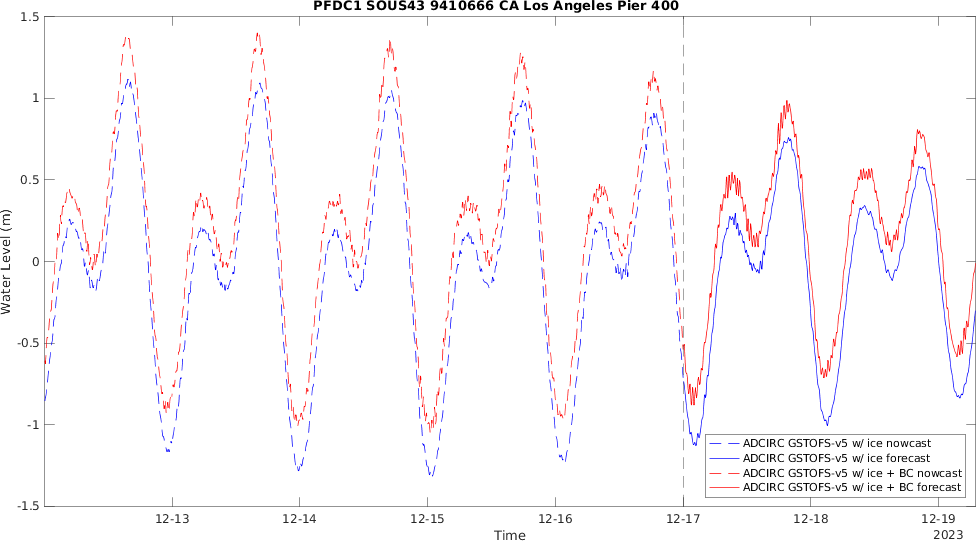 PFDC1 SOUS43 9410666 CA Los Angeles Pier 400
1.5
1
0.5
0
-0.5
-1
-1.5
Water Level (m)
12-13
12-14
12-15
12-16
12-17
12-18
12-19
Time
2023
ADCIRC GSTOFS-v5 w/ ice nowcast
ADCIRC GSTOFS-v5 w/ ice forecast
ADCIRC GSTOFS-v5 w/ ice + BC nowcast
ADCIRC GSTOFS-v5 w/ ice + BC forecast